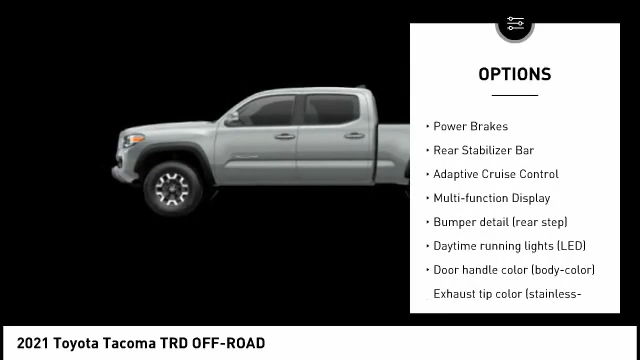 OPTIONS
• Power Brakes
• Rear Stabilizer Bar
• Adaptive Cruise Control
• Multi-function Display
• Bumper detail (rear step)
• Daytime running lights (LED)
• Door handle color (body-color)
Exhaust tip color (stainless-
2021 Toyota Tacoma TRD OFF-ROAD